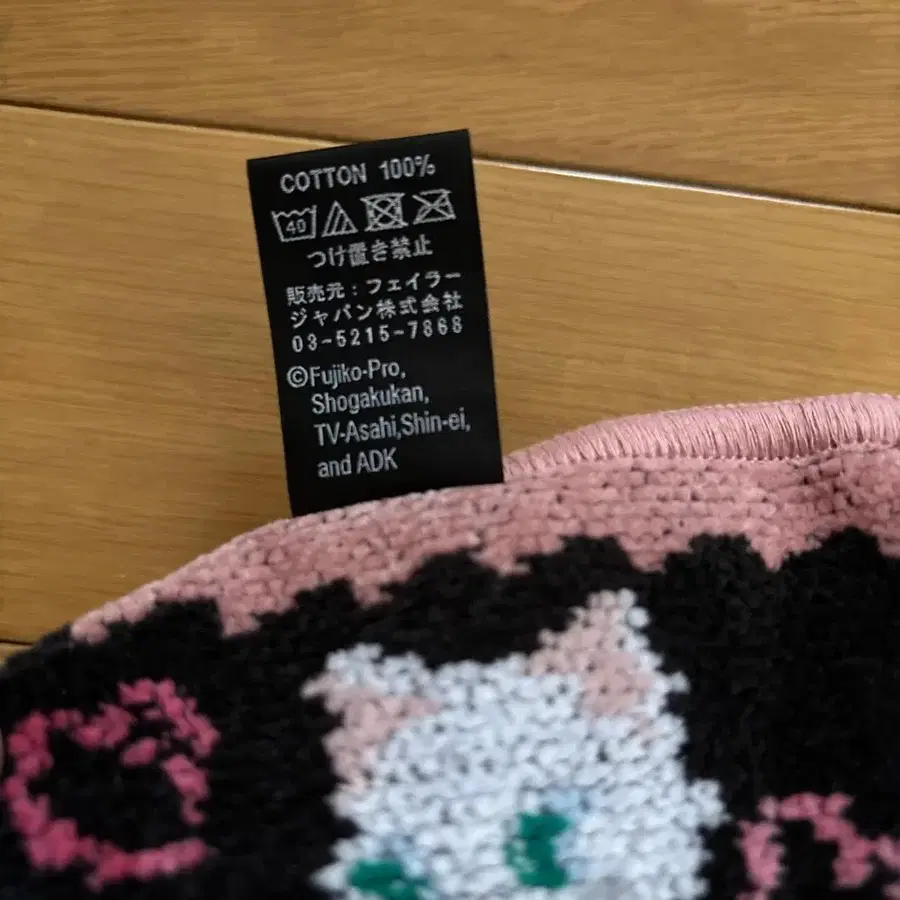 COTTON 100%
40
つけ置き禁止
販売元：フェイラー
ジャパン株式会社
03-5215-7868
©Fujiko-Pro,
Shogakukan,
TV-Asahi,Shin-ei,
and ADK